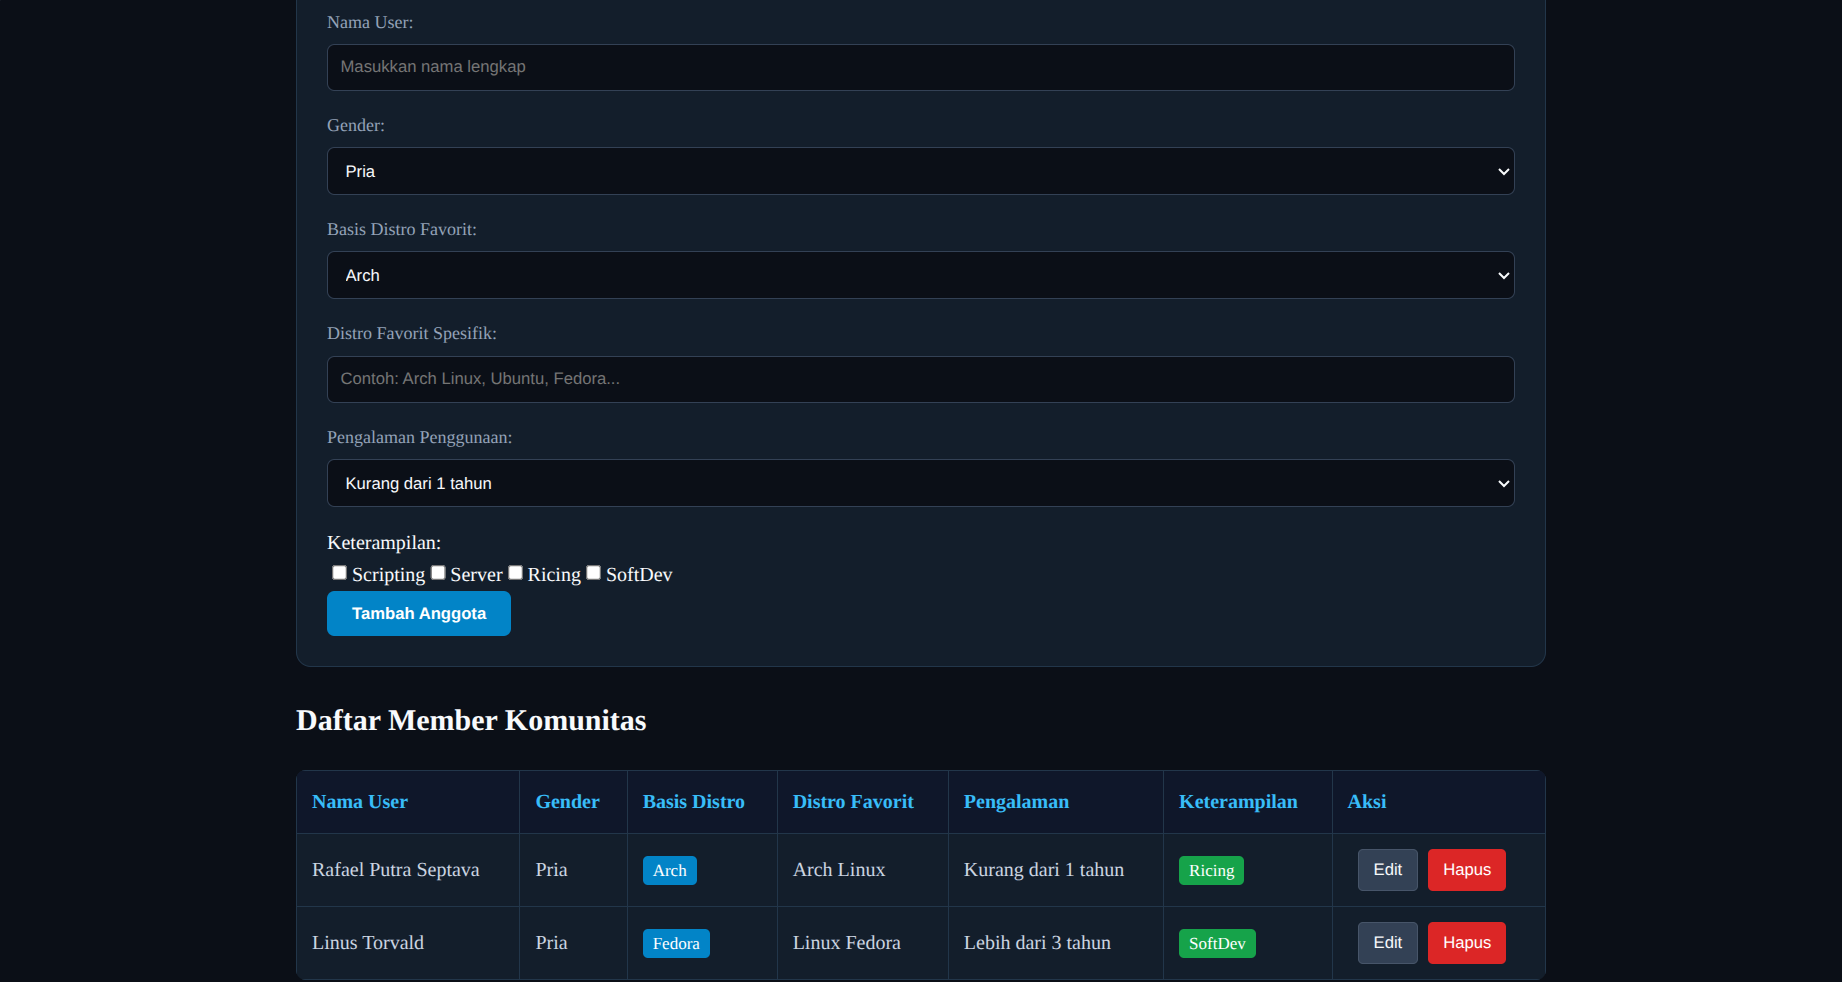 Nama User:
Masukkan nama lengkap
Gender:
Pria
Basis Distro Favorit:
Arch
Distro Favorit Spesifik:
Contoh: Arch Linux, Ubuntu, Fedora...
Pengalaman Penggunaan:
Kurang dari 1 tahun
Keterampilan:
Scripting Server Ricing SoftDev
Tambah Anggota
Daftar Member Komunitas
Nama User Gender Basis Distro Distro Favorit Pengalaman Keterampilan Aksi
Rafael Putra Septava Pria Arch Arch Linux Kurang dari 1 tahun Ricing Edit Hapus
Linus Torvald Pria Fedora Linux Fedora Lebih dari 3 tahun SoftDev Edit Hapus